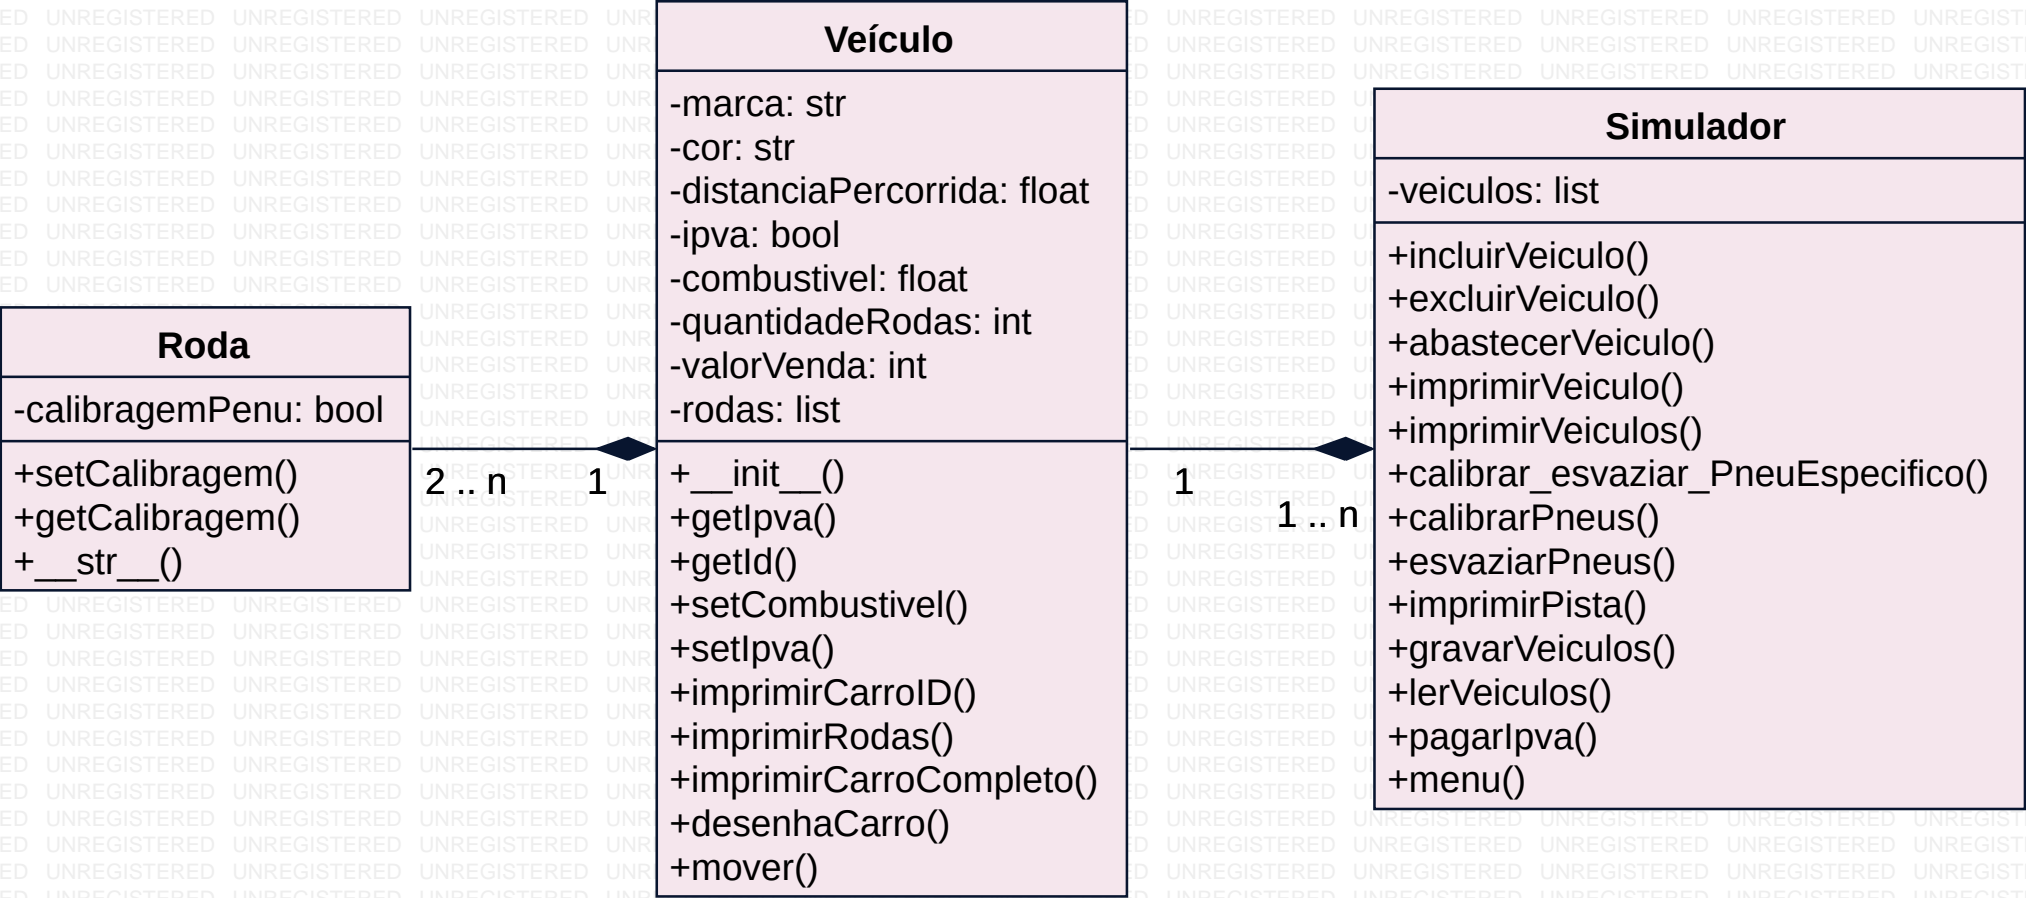 Roda
-calibragemPenu: bool
+setCalibragem()
+getCalibragem()
+__str__()
2 .. n
1
Veículo
-marca: str
-cor: str
-distanciaPercorrida: float
-ipva: bool
-combustivel: float
-quantidadeRodas: int
-valorVenda: int
-rodas: list
+__init__()
+getIpva()
+getId()
+setCombustivel()
+setIpva()
+imprimirCarroID()
+imprimirRodas()
+imprimirCarroCompleto()
+desenhaCarro()
+mover()
1
1 .. n
Simulador
-veiculos: list
+incluirVeiculo()
+excluirVeiculo()
+abastecerVeiculo()
+imprimirVeiculo()
+imprimirVeiculos()
+calibrar_esvaziar_PneuEspecifico()
+calibrarPneus()
+esvaziarPneus()
+imprimirPista()
+gravarVeiculos()
+lerVeiculos()
+pagarIpva()
+menu()
UNREGISTERED